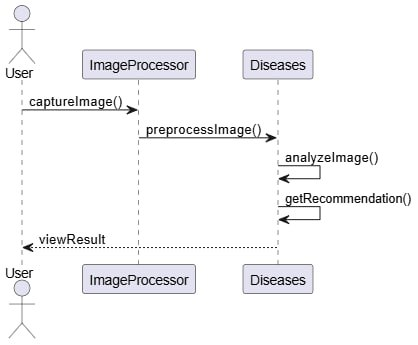 User
ImageProcessor
Diseases
captureImage()
preprocessImage()
analyzeImage()
getRecommendation()
viewResult
User
ImageProcessor
Diseases